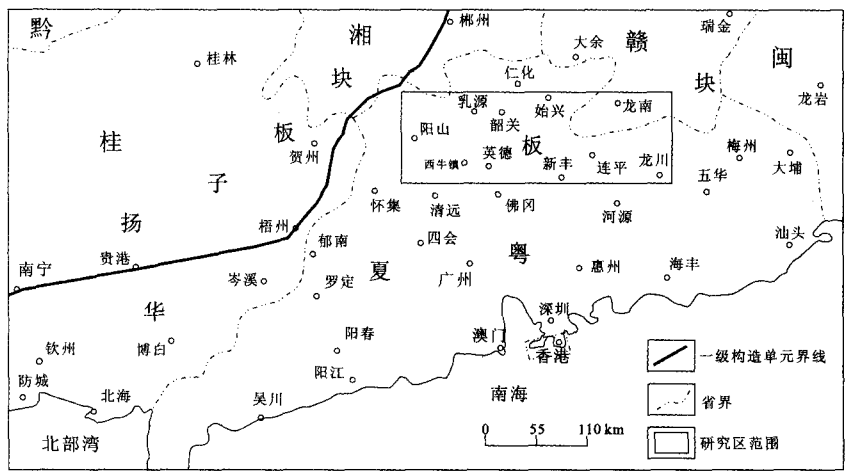 黔
湘
郴州
瑞金
桂林
大余
赣
闽
块
仁化
块
龙岩
乳源
始兴
龙南
韶关
阳山
板
桂
板
贺州
梅州
大埔
西牛镇
英德
新丰
连平
龙川
子
五华
怀集
清远
佛冈
河源
扬
梧州
郁南
四会
粤
汕头
南宁
贵港
岑溪
罗定
夏
广州
惠州
海丰
华
深圳
钦州
博白
阳春
澳门
香港
一级构造单元界线
防城
北海
阳江
吴川
南海
省界
0 55 110 km
北部湾
研究区范围